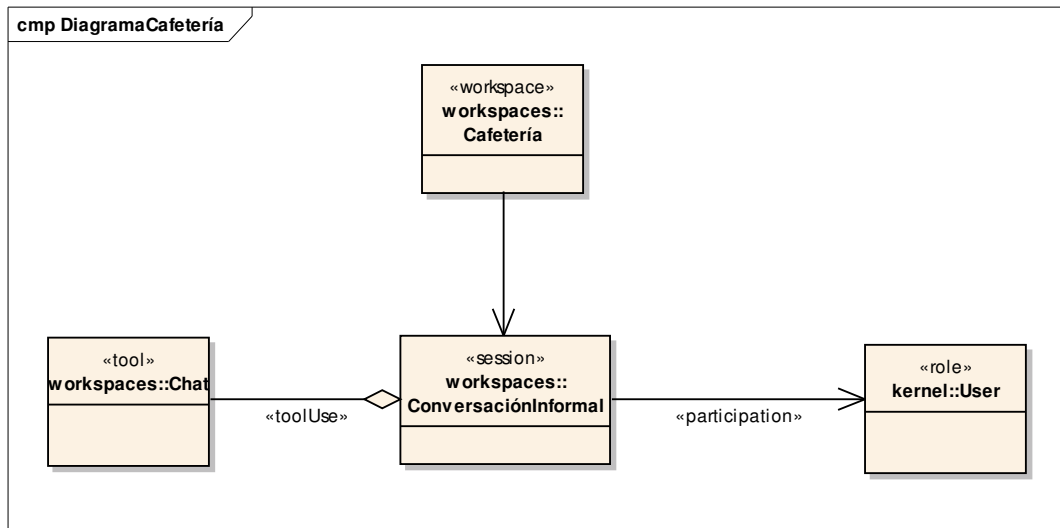 cmp DiagramaCafetería
«workspace»
workspaces::
Cafetería
«tool»
workspaces::Chat
«toolUse»
«session»
workspaces::
ConversaciónInformal
«participation»
«role»
kernel::User